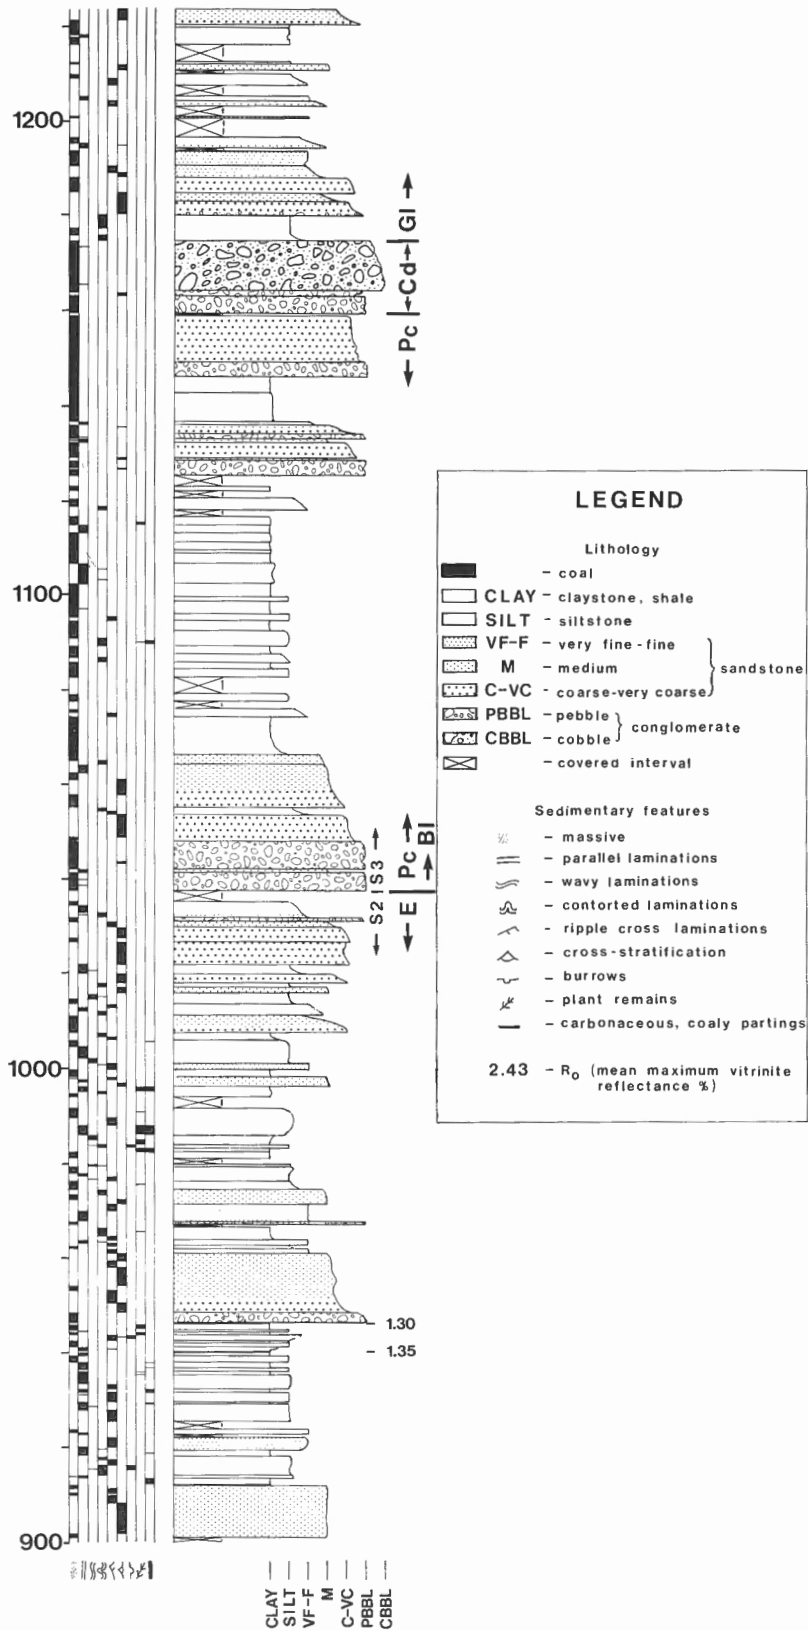 1200
Gl
Cd
Pc
LEGEND
Lithology
- coal
CLAY - claystone, shale
SILT - siltstone
VF-F - very fine-fine
M - medium
sandstone
C-VC - coarse-very coarse
PBBL - pebble
conglomerate
CBBL - cobble
- covered interval
Sedimentary features
- massive
- parallel laminations
- wavy laminations
- contorted laminations
- ripple cross laminations
- cross-stratification
- burrows
- plant remains
- carbonaceous, coaly partings
2.43 - Ro (mean maximum vitrinite
reflectance %)
1100
S2 | S3
E
Pc
Bl
1000
1.30
1.35
900
CLAY
SILT
VF-F
M
C-VC
PBBL
CBBL